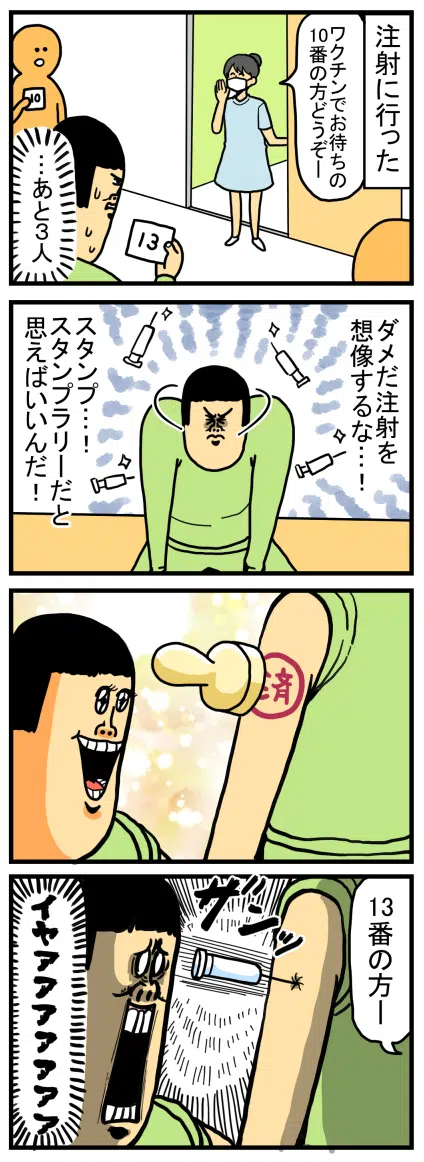 注射に行った
ワクチンでお待ちの
10番の方どうぞー
10
13
…あと3人
ダメだ注射を
想像するな…!
スタンプ…!
スタンプラリーだと
思えばいいんだ!
済
13番の方ー
ザンッ
イヤァァァァァァァ